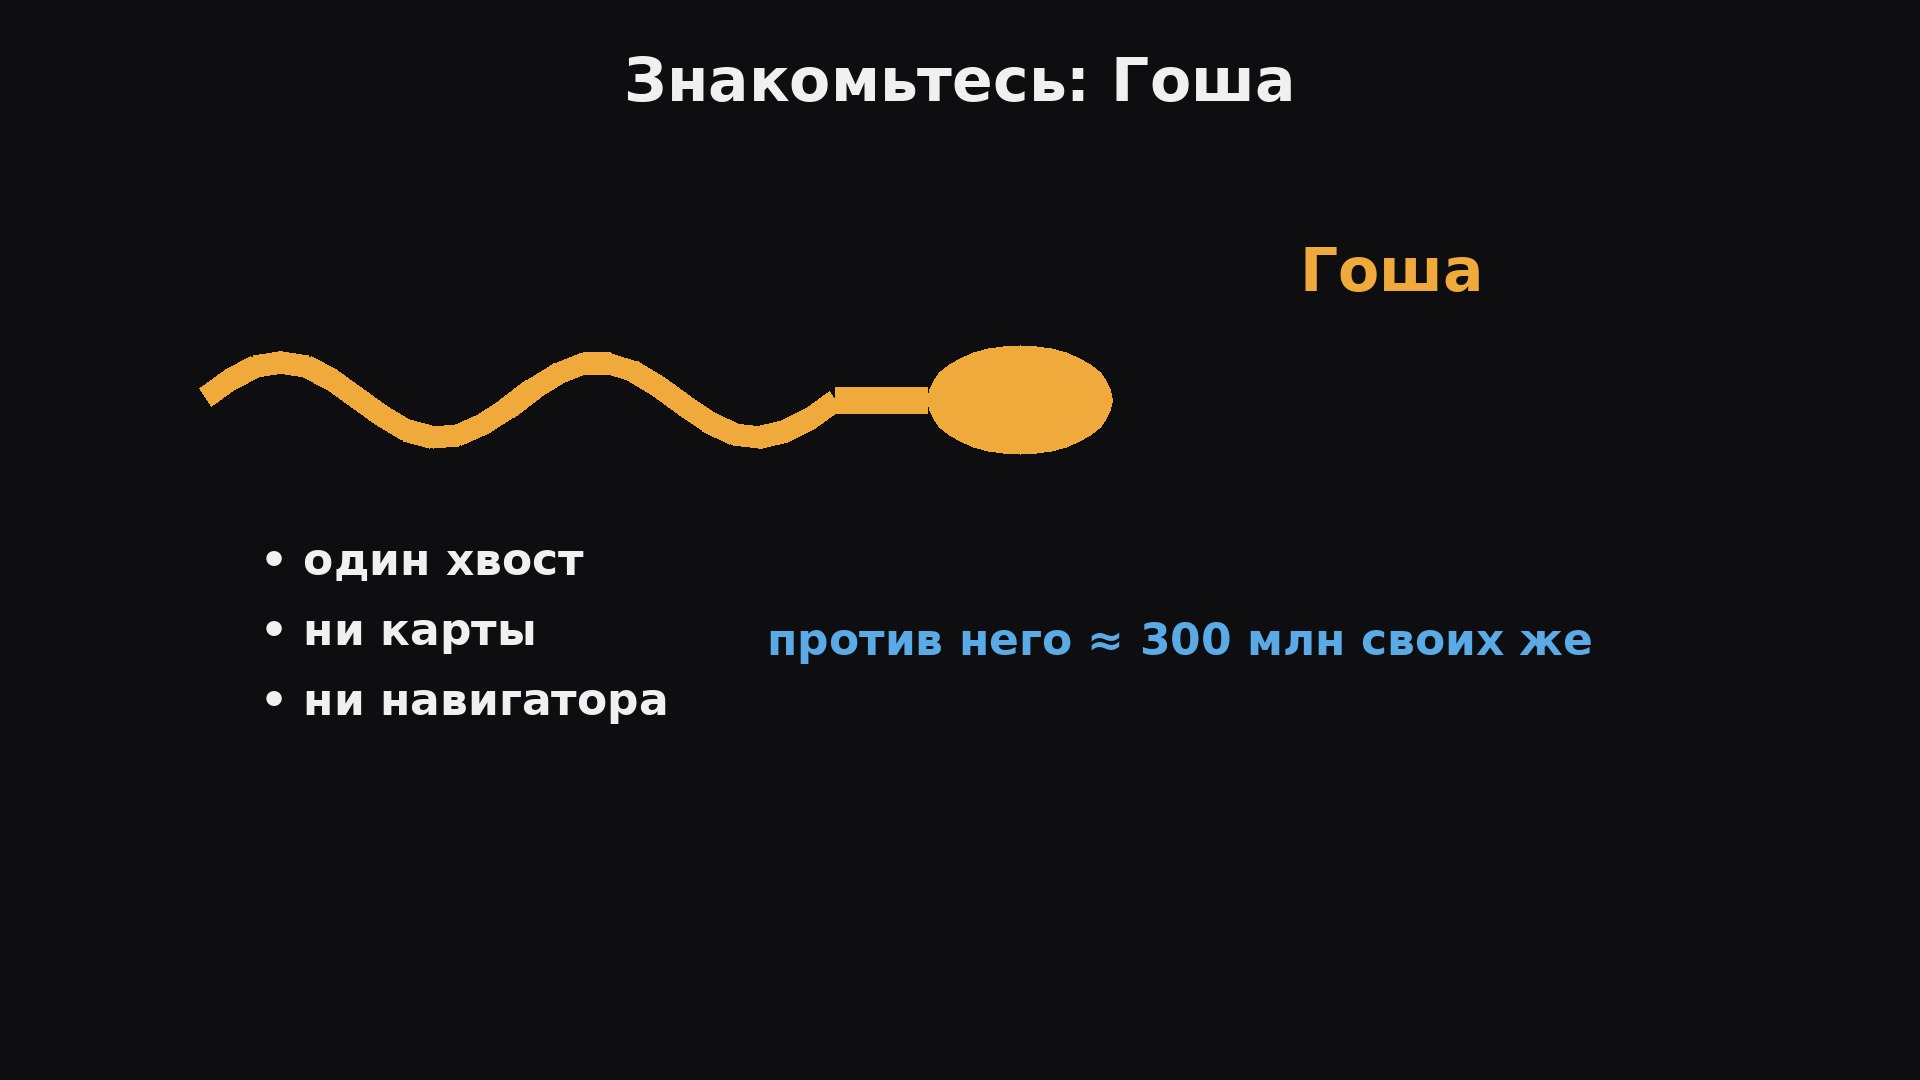 Знакомьтесь: Гоша
Гоша
• один хвост
• ни карты
• ни навигатора
против него ≈ 300 млн своих же